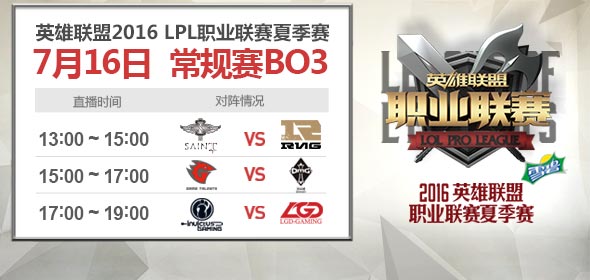 英雄联盟2016 LPL职业联赛夏季赛
7月16日 常规赛BO3
直播时间 对阵情况
13:00 ~ 15:00 SAINT VS RNG
15:00 ~ 17:00 GAME TALENTS VS OMG
17:00 ~ 19:00 invictus GAMING VS LGD LGD-GAMING
英雄联盟
职业联赛
LOL PRO LEAGUE
雪碧
2016 英雄联盟
职业联赛夏季赛